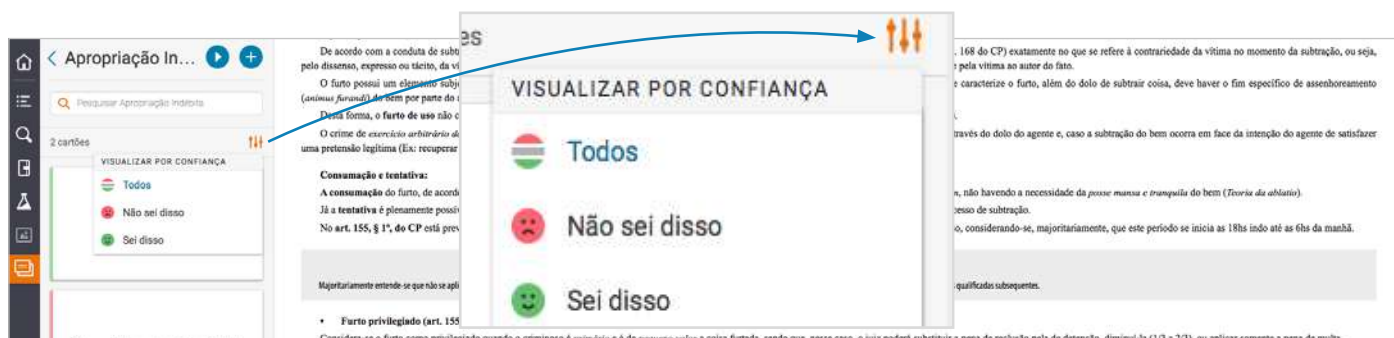 < Apropriação In...
Pesquisar Apropriação Indébita
2 cartões
VISUALIZAR POR CONFIANÇA
Todos
Não sei disso
Sei disso
De acordo com a conduta de subt
pelo dissenso, expresso ou tácito, da ví
O furto possui um elemento subj
(animus furandi) do bem por parte do
Desta forma, o furto de uso não c
O crime de exercício arbitrário d
uma pretensão legítima (Ex: recuperar
Consumação e tentativa:
A consumação do furto, de acord
Já a tentativa é plenamente possív
No art. 155, § 1º, do CP está prev
Majoritariamente entende-se que não se apli
• Furto privilegiado (art. 155
es
VISUALIZAR POR CONFIANÇA
Todos
Não sei disso
Sei disso
. 168 do CP) exatamente no que se refere à contrariedade da vítima no momento da subtração, ou seja,
pela vítima ao autor do fato.
e caracterize o furto, além do dolo de subtrair coisa, deve haver o fim específico de assenhoreamento
través do dolo do agente e, caso a subtração do bem ocorra em face da intenção do agente de satisfazer
, não havendo a necessidade da posse mansa e tranquila do bem (Teoria da ablatio).
esso de subtração.
o, considerando-se, majoritariamente, que este período se inicia as 18hs indo até as 6hs da manhã.
qualificadas subsequentes.